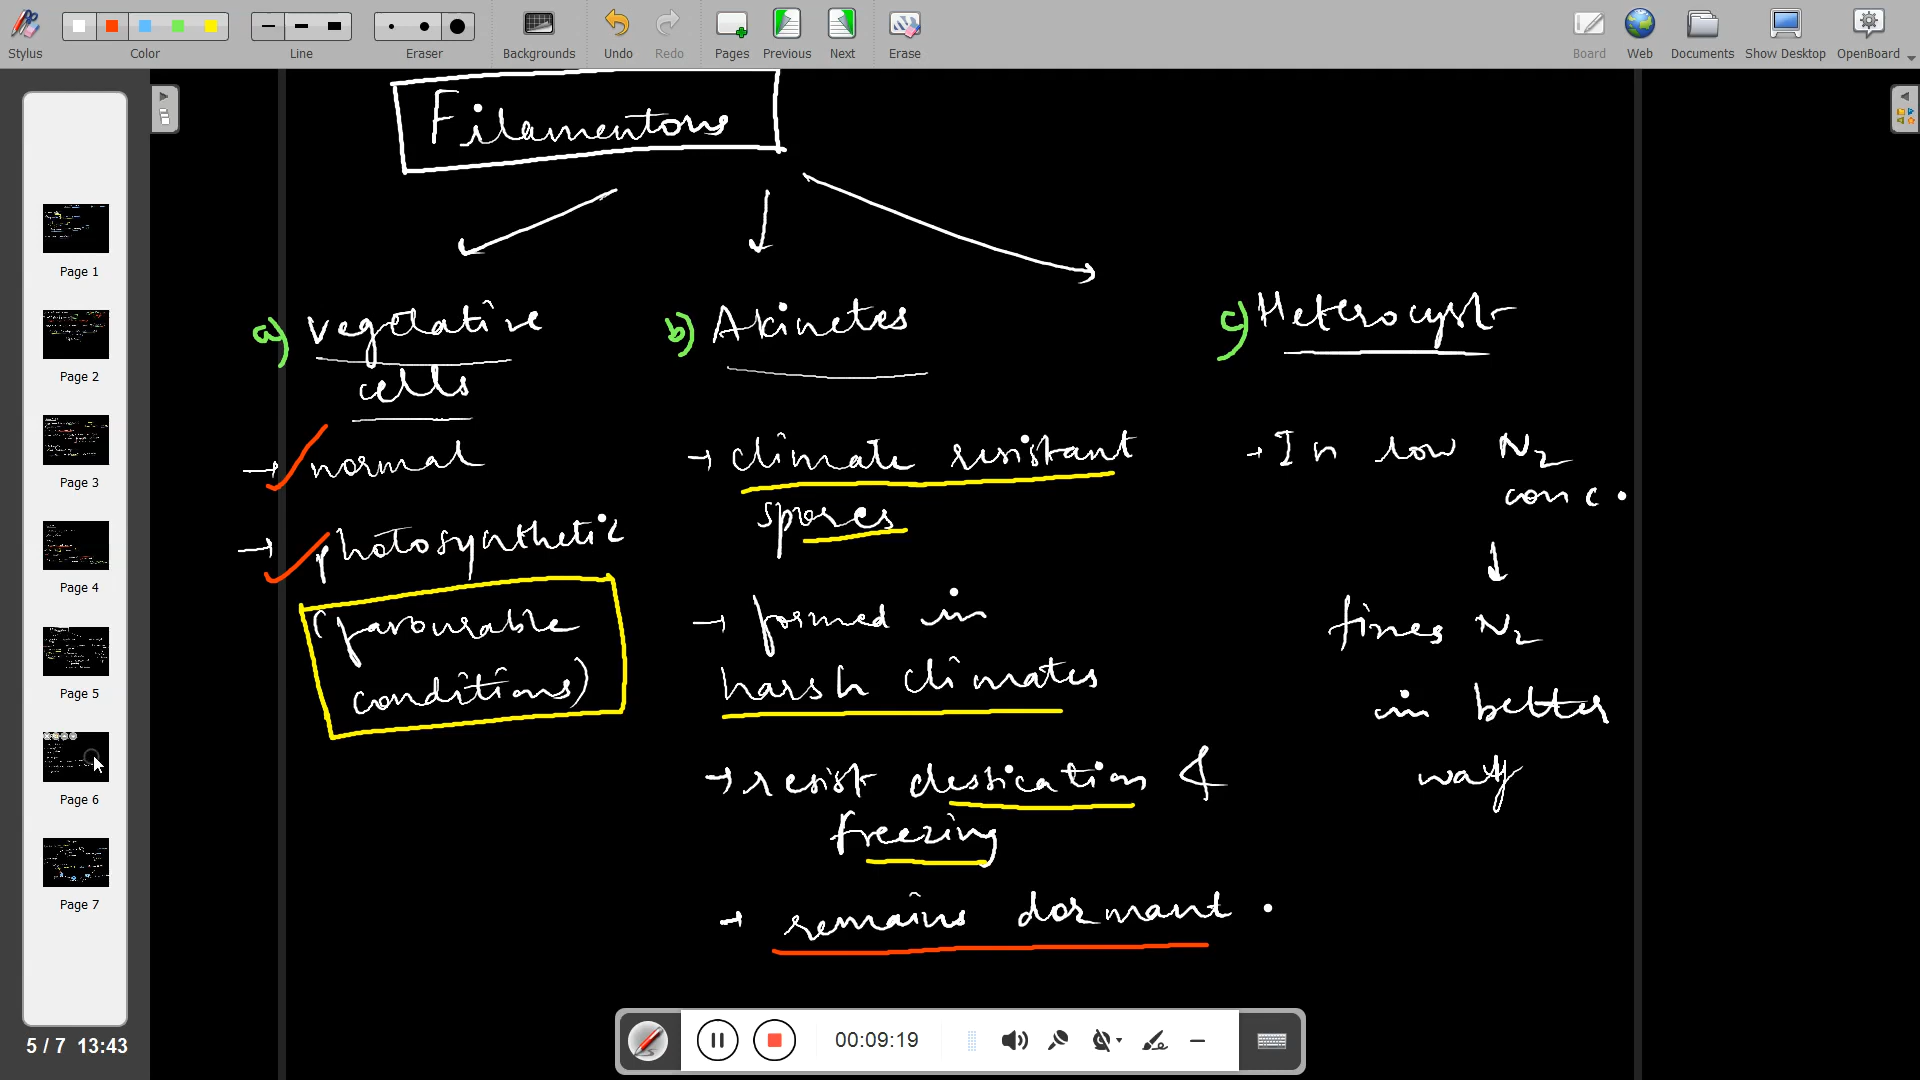 Stylus
Color
Line
Eraser
Backgrounds
Undo
Redo
Pages
Previous
Next
Erase
Board
Web
Documents
Show Desktop
OpenBoard
Page 1
Page 2
Page 3
Page 4
Page 5
Page 6
Page 7
5 / 7 13:43
Filamentous
a) vegetative
cells
→ normal
→ photosynthetic
(favourable
conditions)
b) Akinetes
→ climate resistant
spores
→ formed in
harsh climates
→ resist dessication &
freezing
→ remains dormant .
c) Heterocyst
→ In low N2
conc.
↓
fixes N2
in better
way
00:09:19